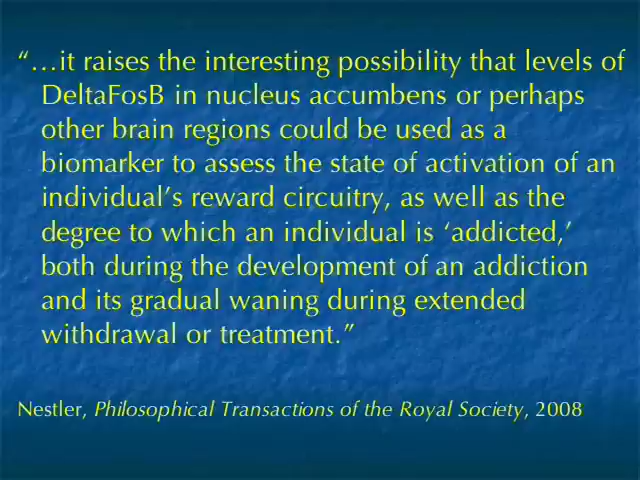 “…it raises the interesting possibility that levels of
DeltaFosB in nucleus accumbens or perhaps
other brain regions could be used as a
biomarker to assess the state of activation of an
individual’s reward circuitry, as well as the
degree to which an individual is ‘addicted,’
both during the development of an addiction
and its gradual waning during extended
withdrawal or treatment.”
Nestler, Philosophical Transactions of the Royal Society, 2008